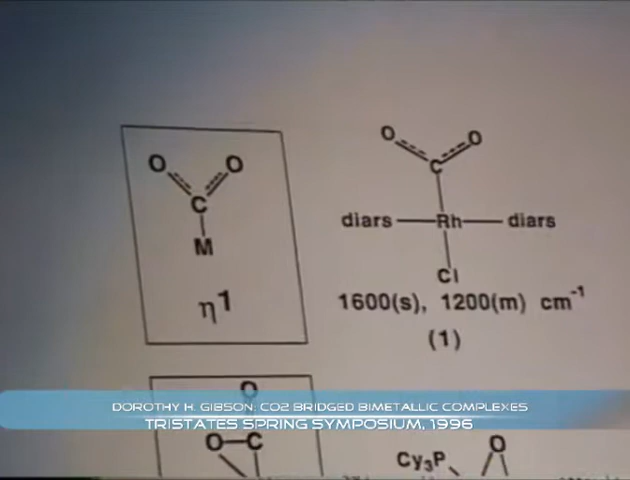 O O
C
M
η1
O O
C
diars Rh diars
Cl
1600(s), 1200(m) cm-1
(1)
O
DOROTHY H. GIBSON: CO2 BRIDGED BIMETALLIC COMPLEXES
TRISTATES SPRING SYMPOSIUM, 1996
O C
Cy3P O